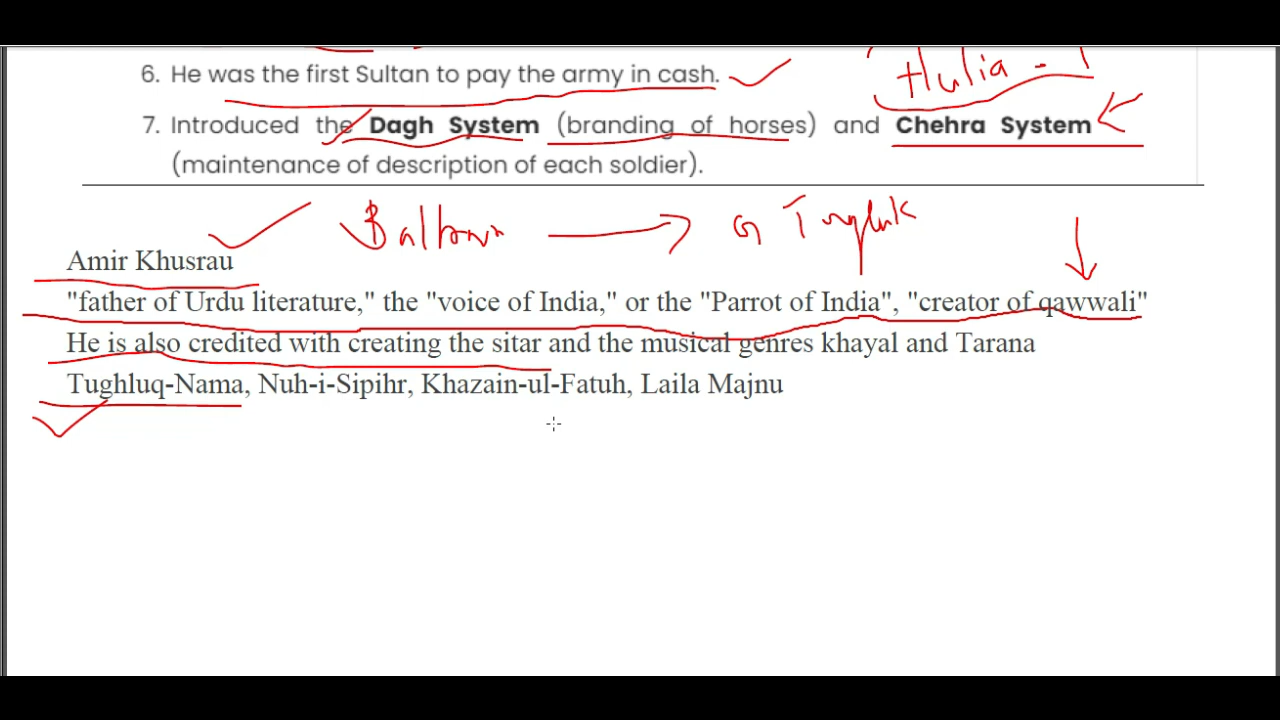 6. He was the first Sultan to pay the army in cash.
Hulia
7. Introduced the Dagh System (branding of horses) and Chehra System
(maintenance of description of each soldier).
Balban → G Tugluk
Amir Khusrau
"father of Urdu literature," the "voice of India," or the "Parrot of India", "creator of qawwali"
He is also credited with creating the sitar and the musical genres khayal and Tarana
Tughluq-Nama, Nuh-i-Sipihr, Khazain-ul-Fatuh, Laila Majnu